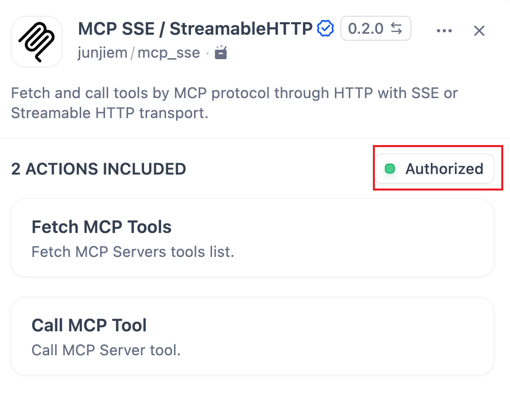 MCP SSE / StreamableHTTP 0.2.0
junjiem / mcp_sse
Fetch and call tools by MCP protocol through HTTP with SSE or
Streamable HTTP transport.
2 ACTIONS INCLUDED
Authorized
Fetch MCP Tools
Fetch MCP Servers tools list.
Call MCP Tool
Call MCP Server tool.